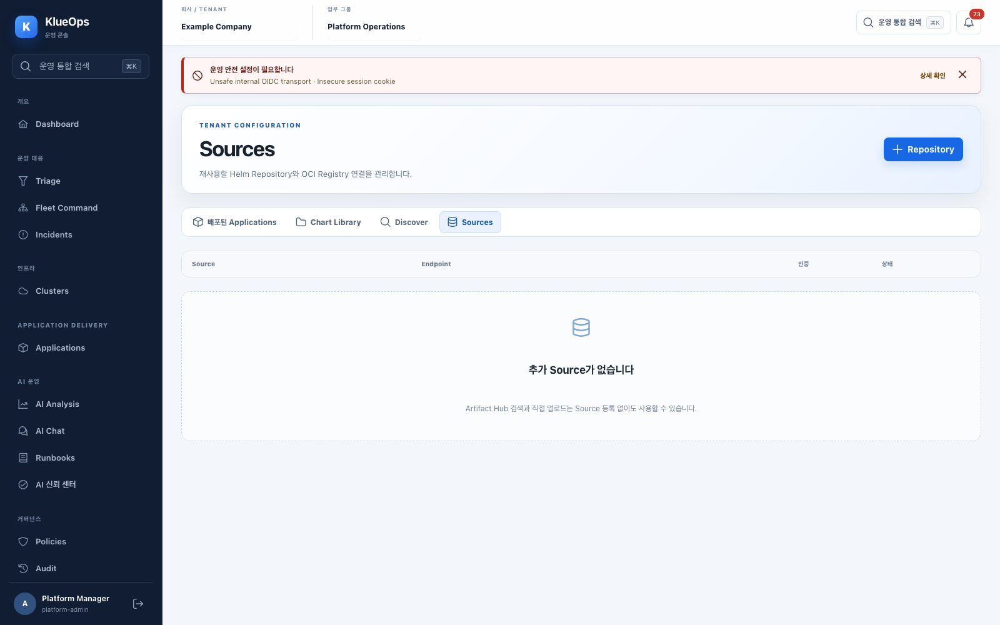 K
KlueOps
운영 콘솔
운영 통합 검색
⌘K
개요
Dashboard
운영 대응
Triage
Fleet Command
Incidents
인프라
Clusters
APPLICATION DELIVERY
Applications
AI 운영
AI Analysis
AI Chat
Runbooks
AI 신뢰 센터
거버넌스
Policies
Audit
A
Platform Manager
platform-admin
회사 / TENANT
Example Company
업무 그룹
Platform Operations
운영 통합 검색
⌘K
73
운영 안전 설정이 필요합니다
Unsafe internal OIDC transport · Insecure session cookie
상세 확인
TENANT CONFIGURATION
Sources
재사용할 Helm Repository와 OCI Registry 연결을 관리합니다.
Repository
배포된 Applications
Chart Library
Discover
Sources
Source
Endpoint
인증
상태
추가 Source가 없습니다
Artifact Hub 검색과 직접 업로드는 Source 등록 없이도 사용할 수 있습니다.